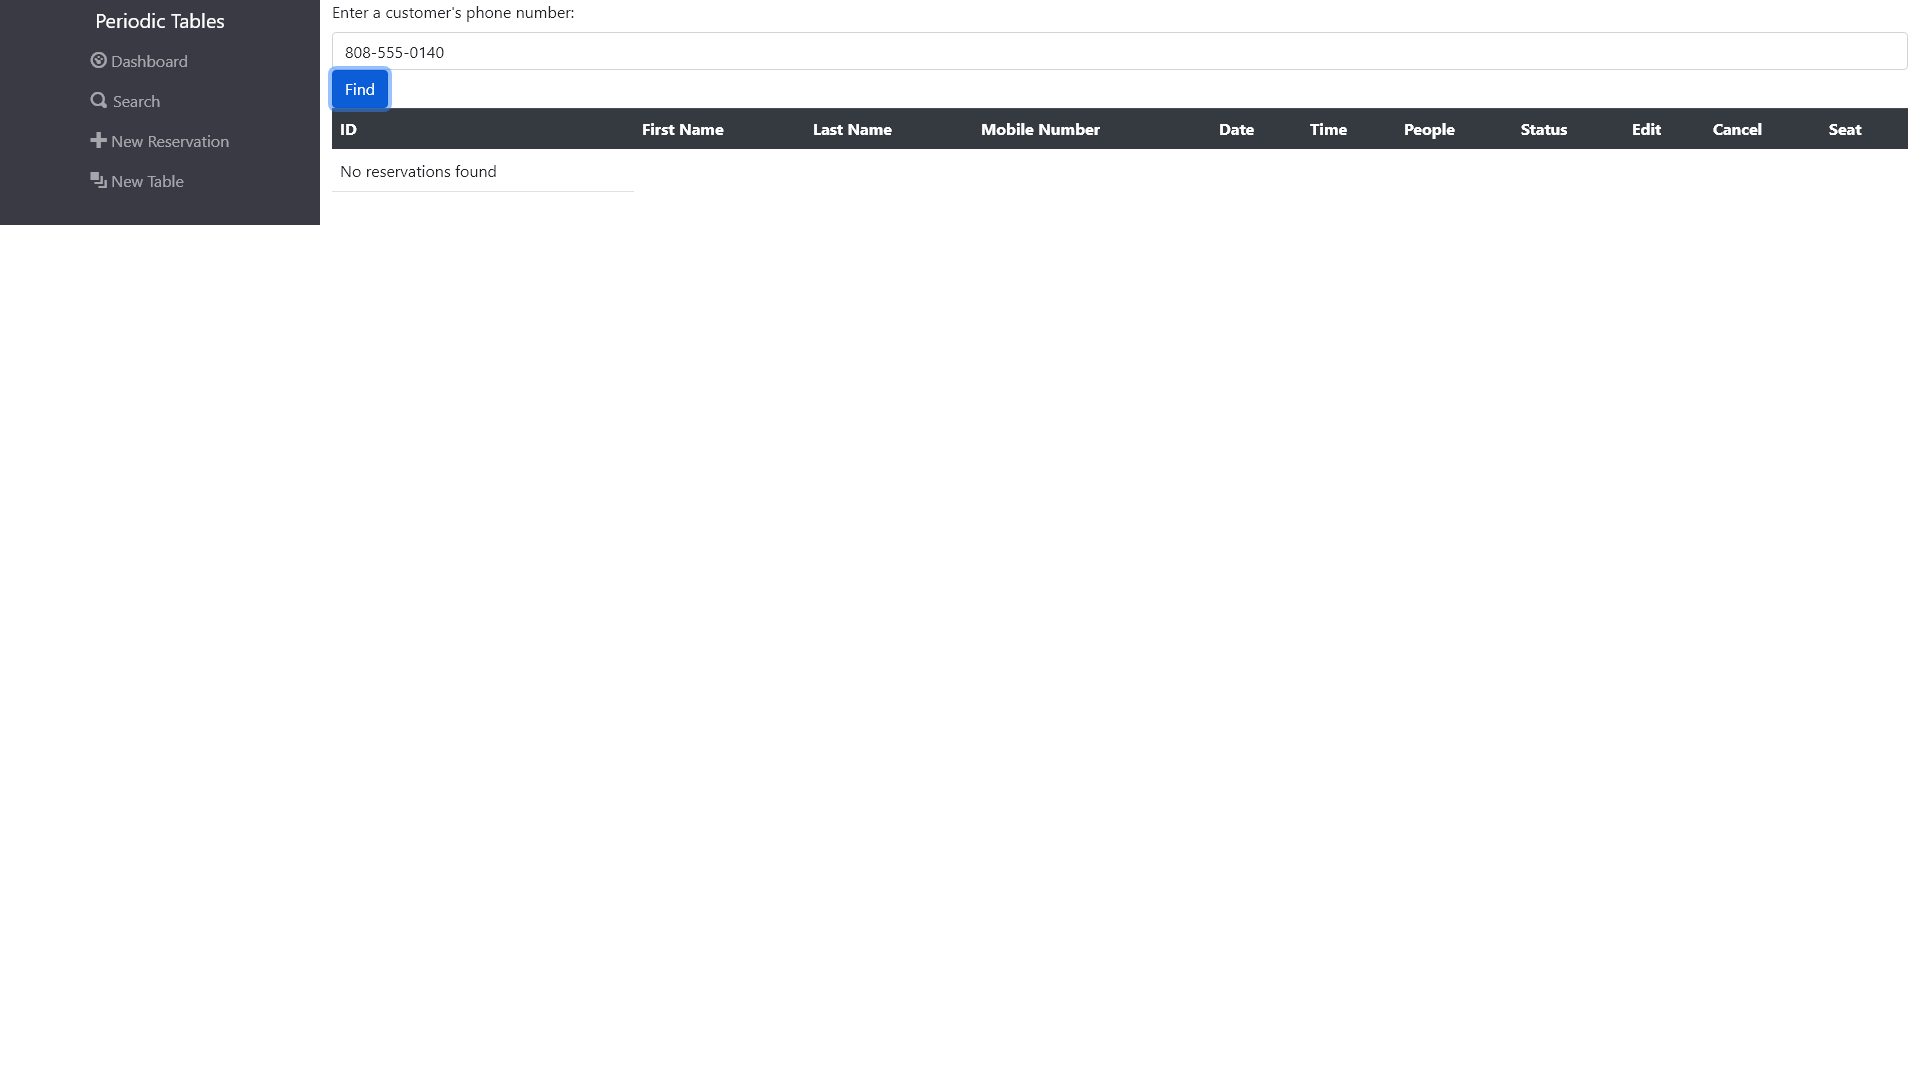 Periodic Tables
Dashboard
Search
New Reservation
New Table
Enter a customer's phone number:
808-555-0140
Find
ID First Name Last Name Mobile Number Date Time People Status Edit Cancel Seat
No reservations found